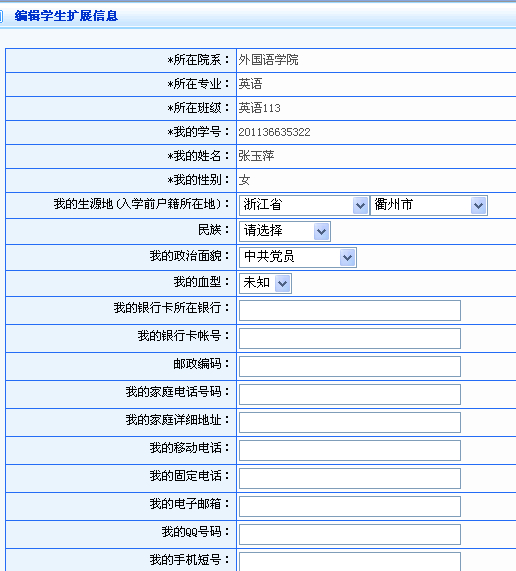 编辑学生扩展信息
*所在院系： 外国语学院
*所在专业： 英语
*所在班级： 英语113
*我的学号： 201136635322
*我的姓名： 张玉萍
*我的性别： 女
我的生源地(入学前户籍所在地)： 浙江省 衢州市
民族： 请选择
我的政治面貌： 中共党员
我的血型： 未知
我的银行卡所在银行：
我的银行卡帐号：
邮政编码：
我的家庭电话号码：
我的家庭详细地址：
我的移动电话：
我的固定电话：
我的电子邮箱：
我的QQ号码：
我的手机短号：